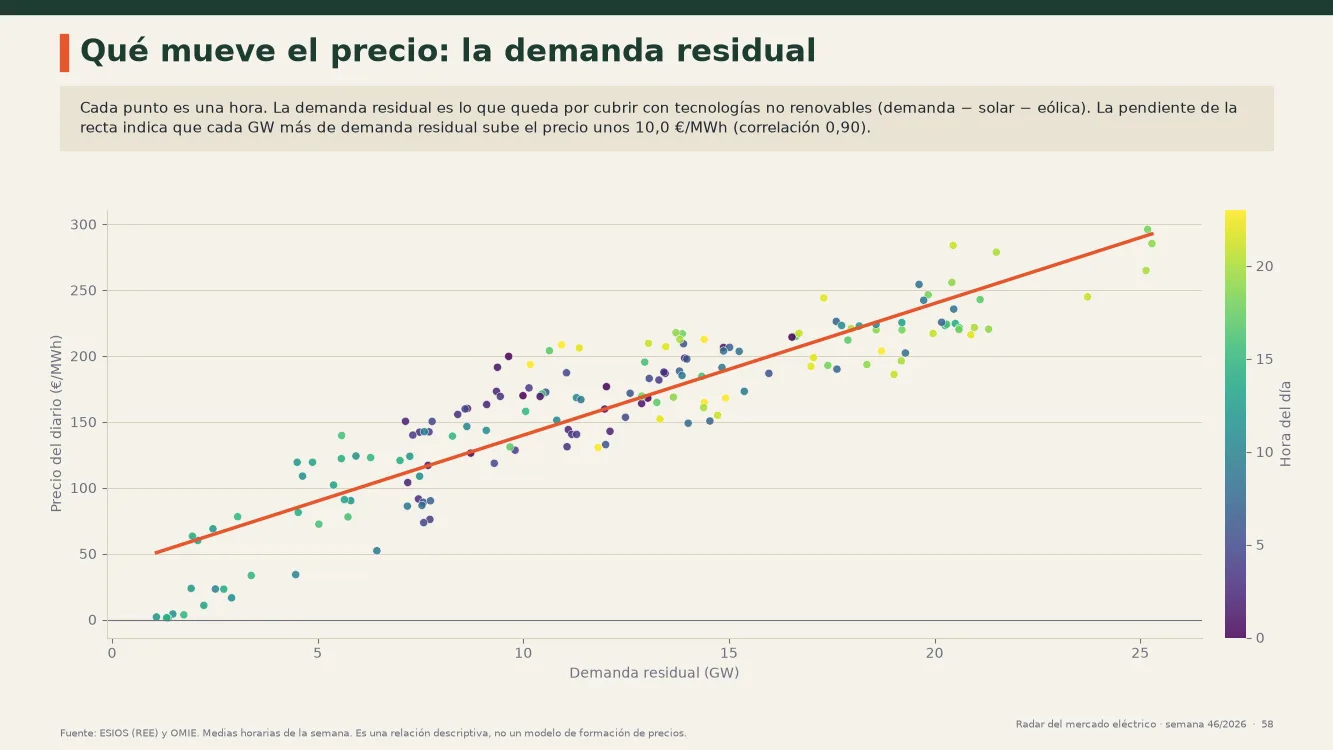 Qué mueve el precio: la demanda residual
Cada punto es una hora. La demanda residual es lo que queda por cubrir con tecnologías no renovables (demanda − solar − eólica). La pendiente de la
recta indica que cada GW más de demanda residual sube el precio unos 10,0 €/MWh (correlación 0,90).
Precio del diario (€/MWh)
300
250
200
150
100
50
0
0
5
10
15
20
25
Demanda residual (GW)
20
15
10
5
0
Hora del día
Fuente: ESIOS (REE) y OMIE. Medias horarias de la semana. Es una relación descriptiva, no un modelo de formación de precios.
Radar del mercado eléctrico · semana 46/2026 · 58